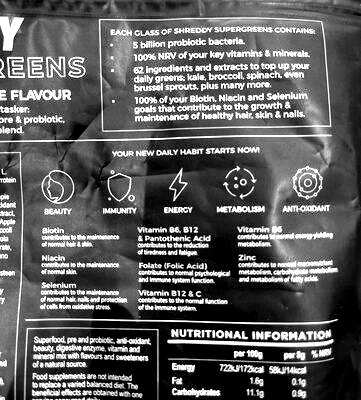 Y
REENS
E FLAVOUR
tasker.
ore & probiotic,
blend.
EACH GLASS OF SHREDDY SUPERGREENS CONTAINS:
5 billion probiotic bacteria.
100% NRV of your key vitamins & minerals.
62 ingredients and extracts to top up your
daily greens; kale, broccoli, spinach, even
brussel sprouts, plus many more.
100% of your Biotin, Niacin and Selenium
goals that contribute to the growth &
maintenance of healthy hair, skin & nails.
YOUR NEW DAILY HABIT STARTS NOW!
BEAUTY
IMMUNITY
ENERGY
METABOLISM
ANTI-OXIDANT
Biotin
contributes to the maintenance
of normal hair & skin.
Niacin
contributes to the maintenance
of normal skin.
Selenium
contributes to the maintenance
of normal hair, nails and protection
of cells from oxidative stress.
Vitamin B6, B12
& Pantothenic Acid
contributes to the reduction
of tiredness and fatigue.
Folate (Folic Acid)
contributes to normal psychological
and immune system function.
Vitamin B12 & C
contributes to the normal function
of the immune system.
Vitamin B6
contributes to normal energy-yielding
metabolism.
Zinc
contributes to normal macronutrient
metabolism, carbohydrate metabolism
and metabolism of fatty acids.
Superfood, pre and probiotic, anti-oxidant,
beauty, digestive enzyme, vitamin and
mineral mix with flavours and sweeteners
of a natural source.
Food supplements are not intended
to replace a varied balanced diet. The
beneficial effects are obtained with one
NUTRITIONAL INFORMATION
per 100g per 8g % NRV
Energy 722kJ/172kcal 58kJ/14kcal
Fat 1.6g 0.1g
Carbohydrates 11.1g 0.9g